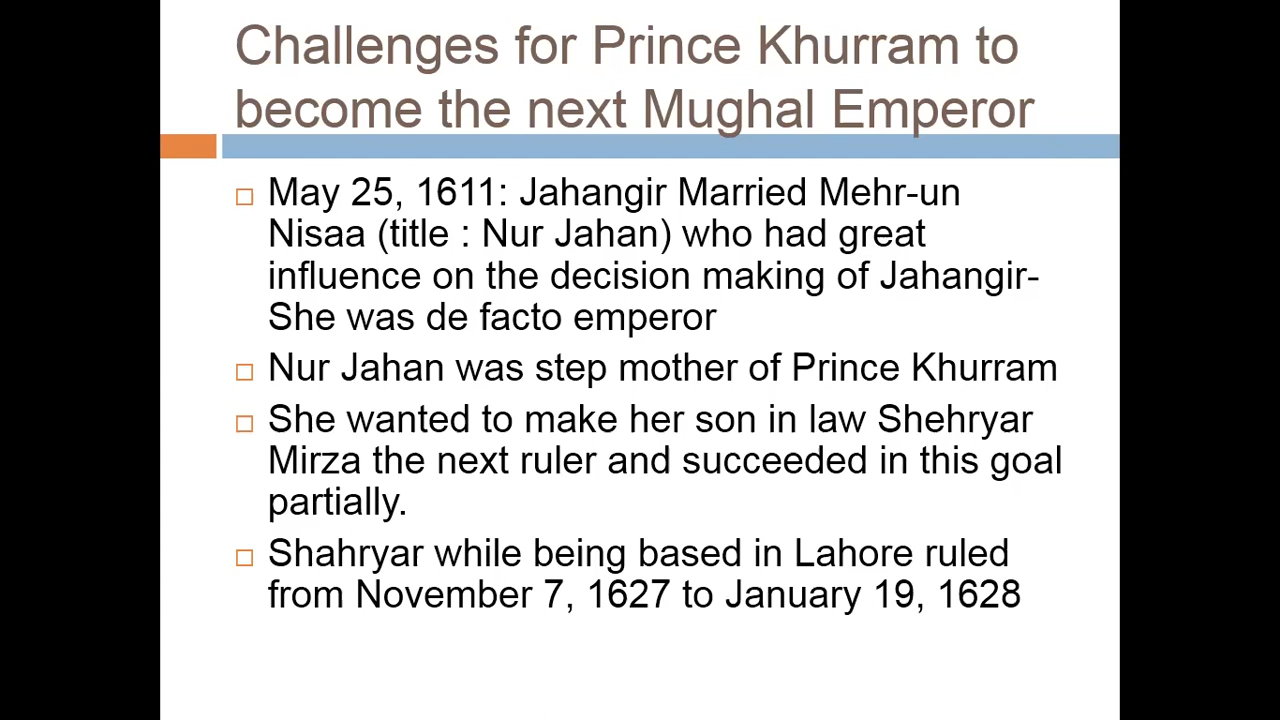 Challenges for Prince Khurram to
become the next Mughal Emperor
May 25, 1611: Jahangir Married Mehr-un
Nisaa (title : Nur Jahan) who had great
influence on the decision making of Jahangir-
She was de facto emperor
Nur Jahan was step mother of Prince Khurram
She wanted to make her son in law Shehryar
Mirza the next ruler and succeeded in this goal
partially.
Shahryar while being based in Lahore ruled
from November 7, 1627 to January 19, 1628